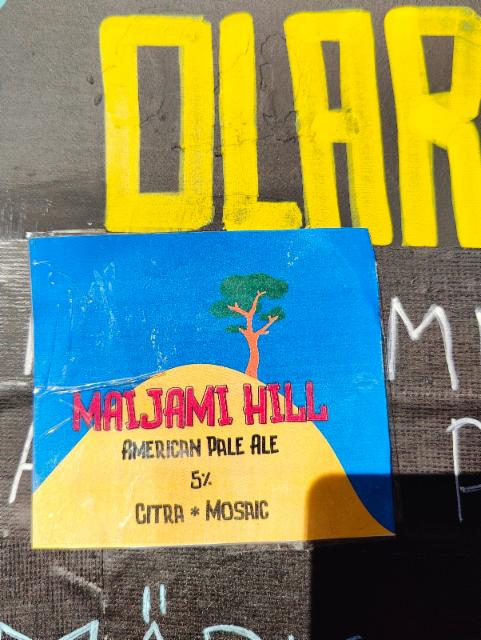 OLAR
MAIJAMI HILL
AMERICAN PALE ALE
5%
CITRA * MOSAIC